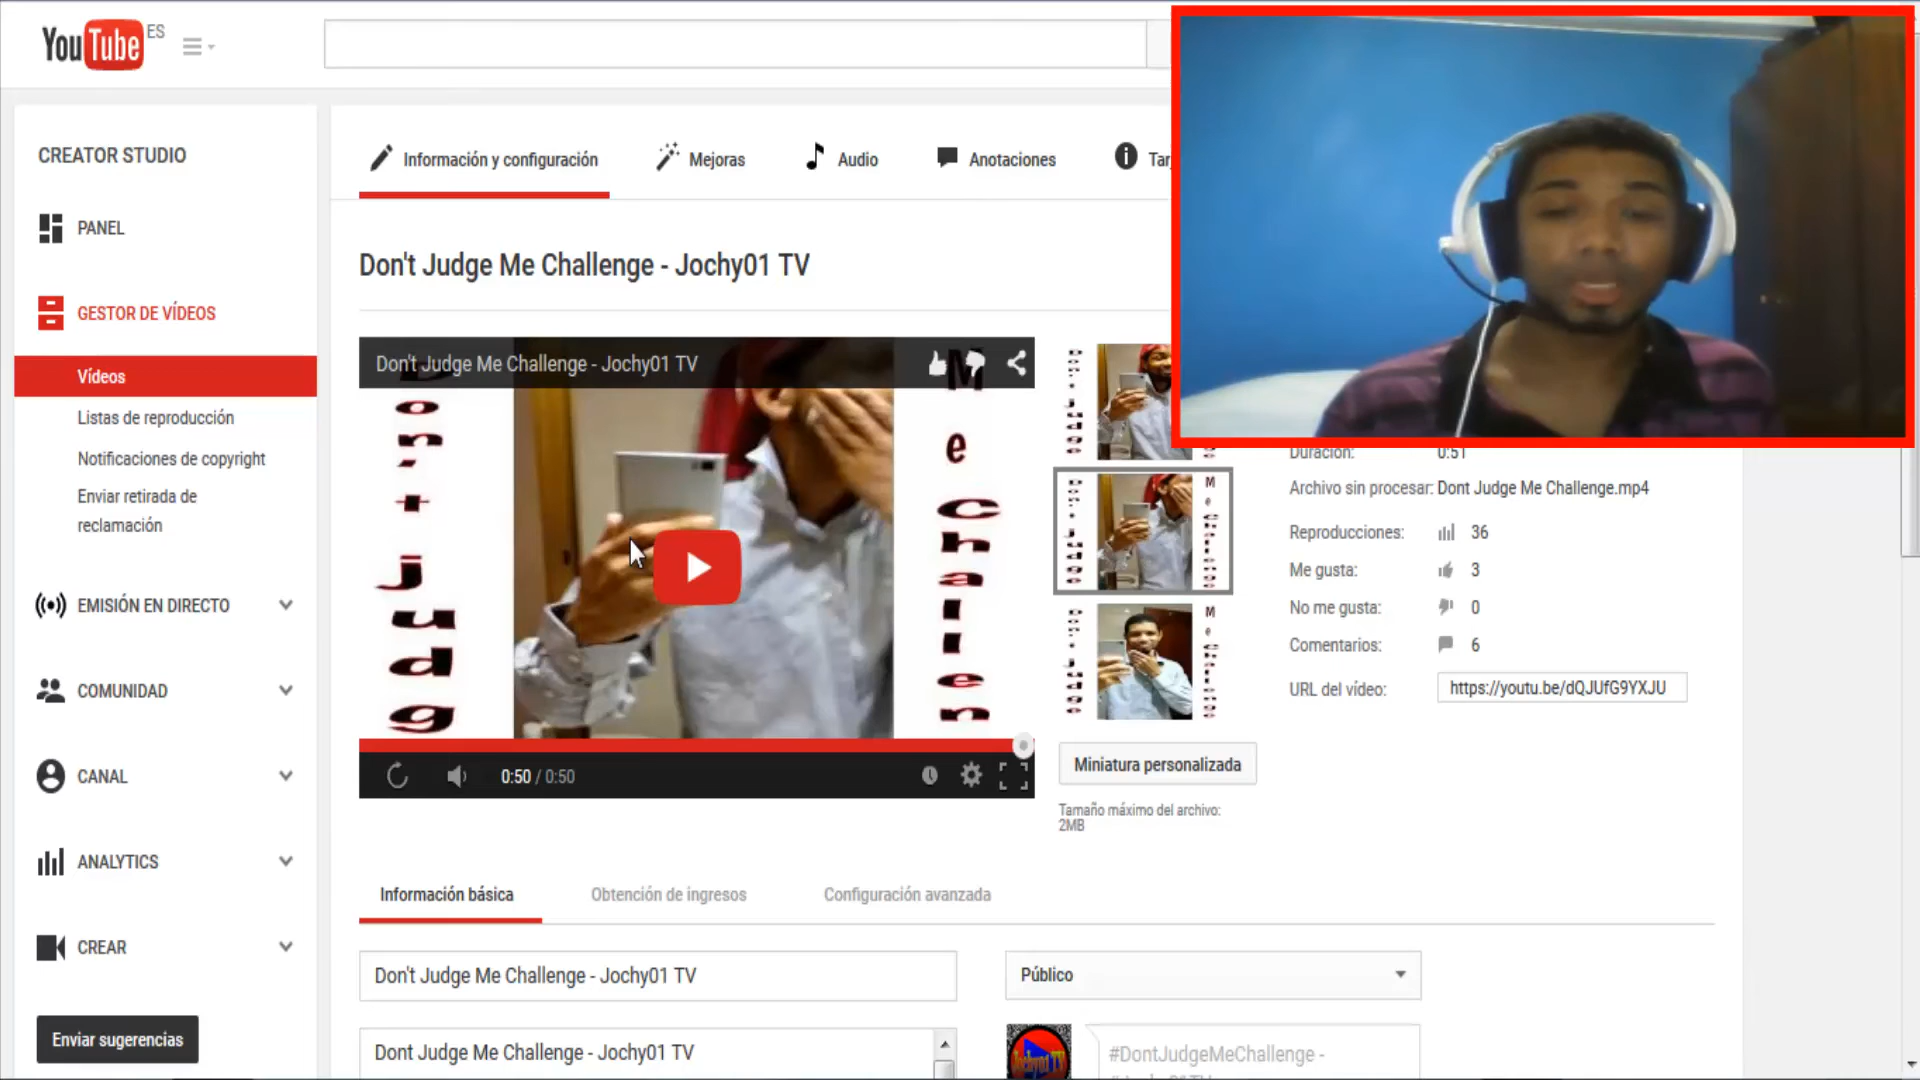 YouTube ES
CREATOR STUDIO
PANEL
GESTOR DE VÍDEOS
Vídeos
Listas de reproducción
Notificaciones de copyright
Enviar retirada de
reclamación
EMISIÓN EN DIRECTO
COMUNIDAD
CANAL
ANALYTICS
CREAR
Enviar sugerencias
Información y configuración
Mejoras
Audio
Anotaciones
Don't Judge Me Challenge - Jochy01 TV
Don't Judge Me Challenge - Jochy01 TV
0:50 / 0:50
Miniatura personalizada
Tamaño máximo del archivo:
2MB
Duración: 0:51
Archivo sin procesar: Dont Judge Me Challenge.mp4
Reproducciones: 36
Me gusta: 3
No me gusta: 0
Comentarios: 6
URL del vídeo: https://youtu.be/dQJUfG9YXJU
Información básica
Obtención de ingresos
Configuración avanzada
Don't Judge Me Challenge - Jochy01 TV
Público
Dont Judge Me Challenge - Jochy01 TV
Jochy01 TV
#DontJudgeMeChallenge -